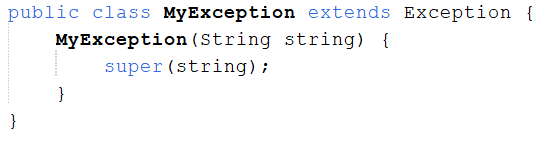 public class MyException extends Exception {
    MyException(String string) {
        super(string);
    }
}